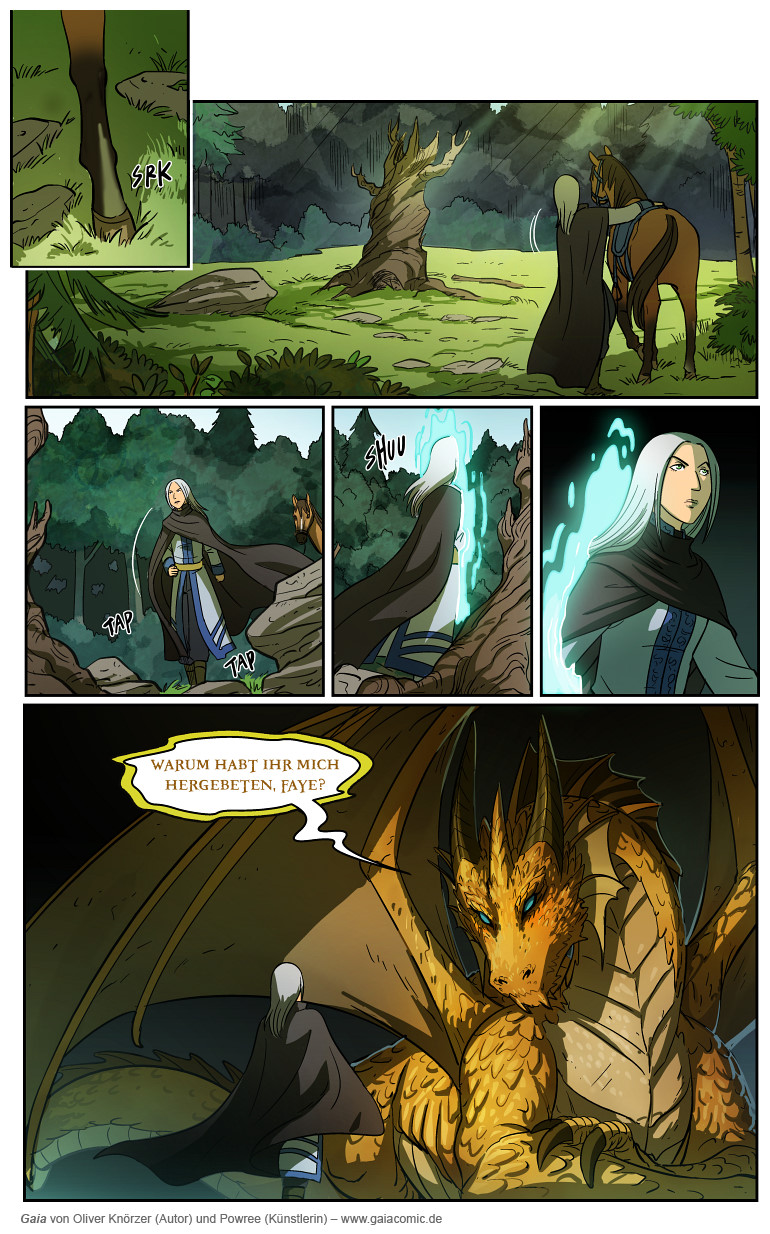 SRK
TAP
TAP
SHUU
WARUM HABT IHR MICH
HERGEBETEN, FAYE?
Gaia von Oliver Knörzer (Autor) und Powree (Künstlerin) – www.gaiacomic.de